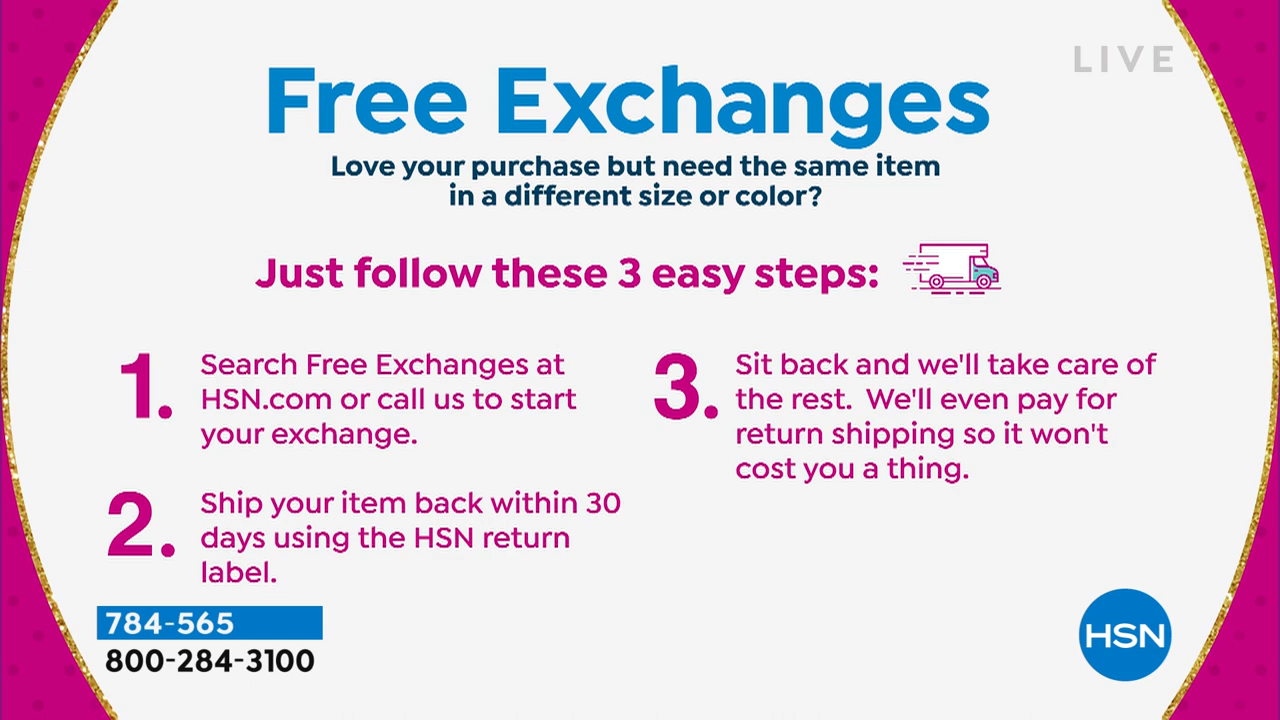 LIVE
Free Exchanges
Love your purchase but need the same item
in a different size or color?
Just follow these 3 easy steps:
1. Search Free Exchanges at
HSN.com or call us to start
your exchange.
2. Ship your item back within 30
days using the HSN return
label.
3. Sit back and we'll take care of
the rest. We'll even pay for
return shipping so it won't
cost you a thing.
784-565
800-284-3100
HSN